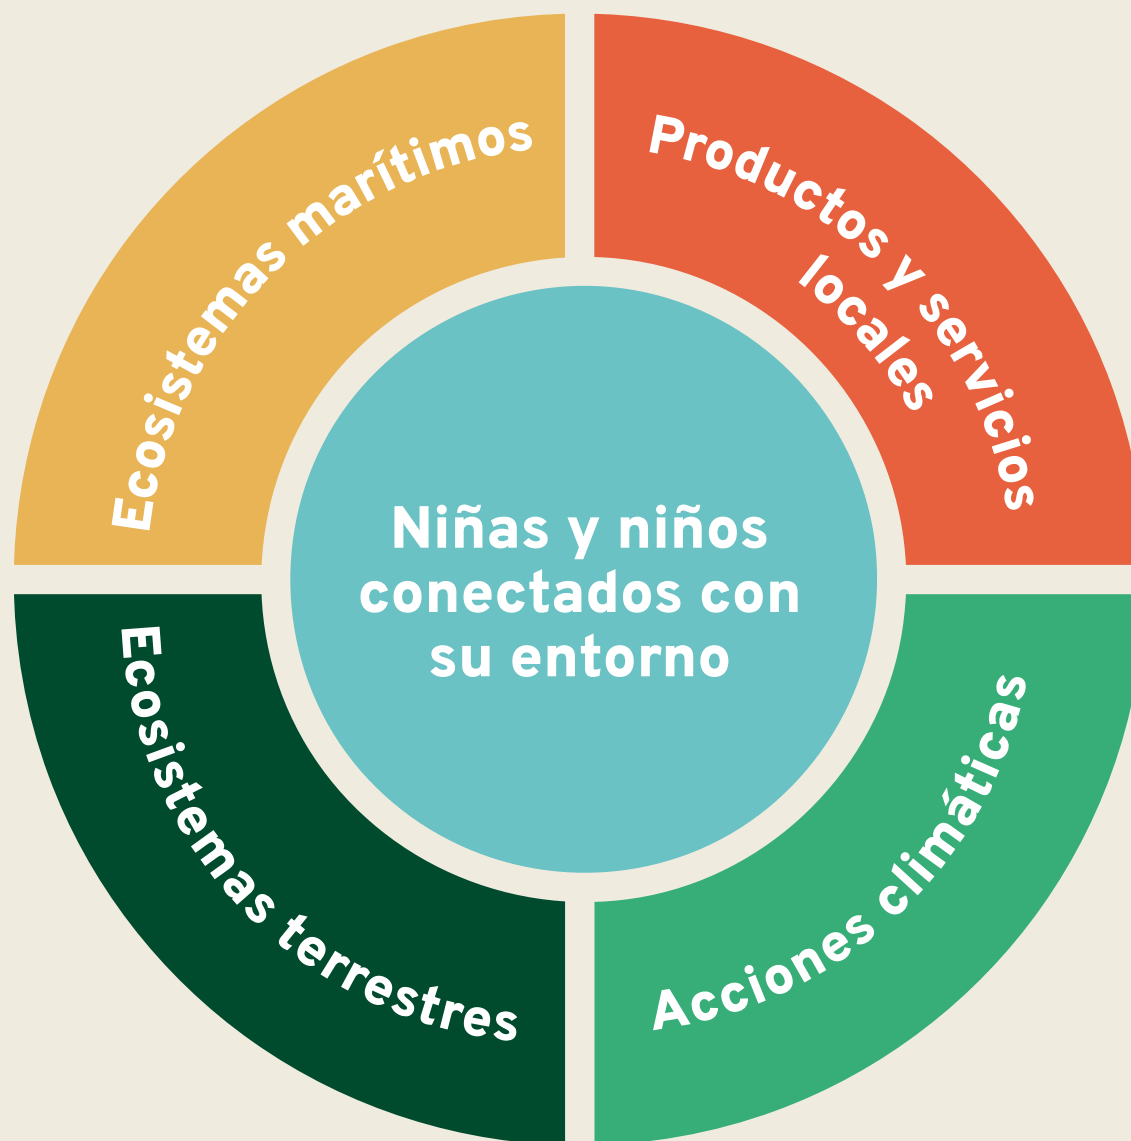 Ecosistemas marítimos
Productos y servicios
locales
Niñas y niños
conectados con
su entorno
Ecosistemas terrestres
Acciones climáticas